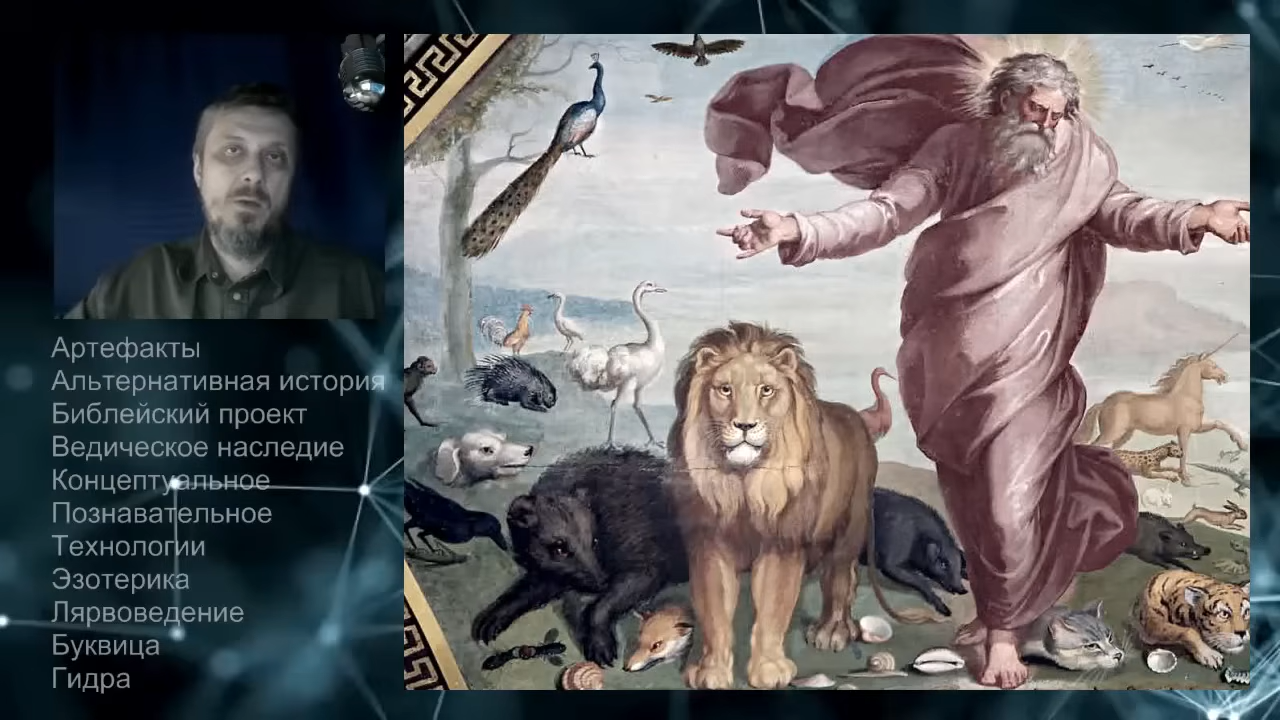 Артефакты
Альтернативная история
Библейский проект
Ведическое наследие
Концептуальное
Познавательное
Технологии
Эзотерика
Лярвоведение
Буквица
Гидра